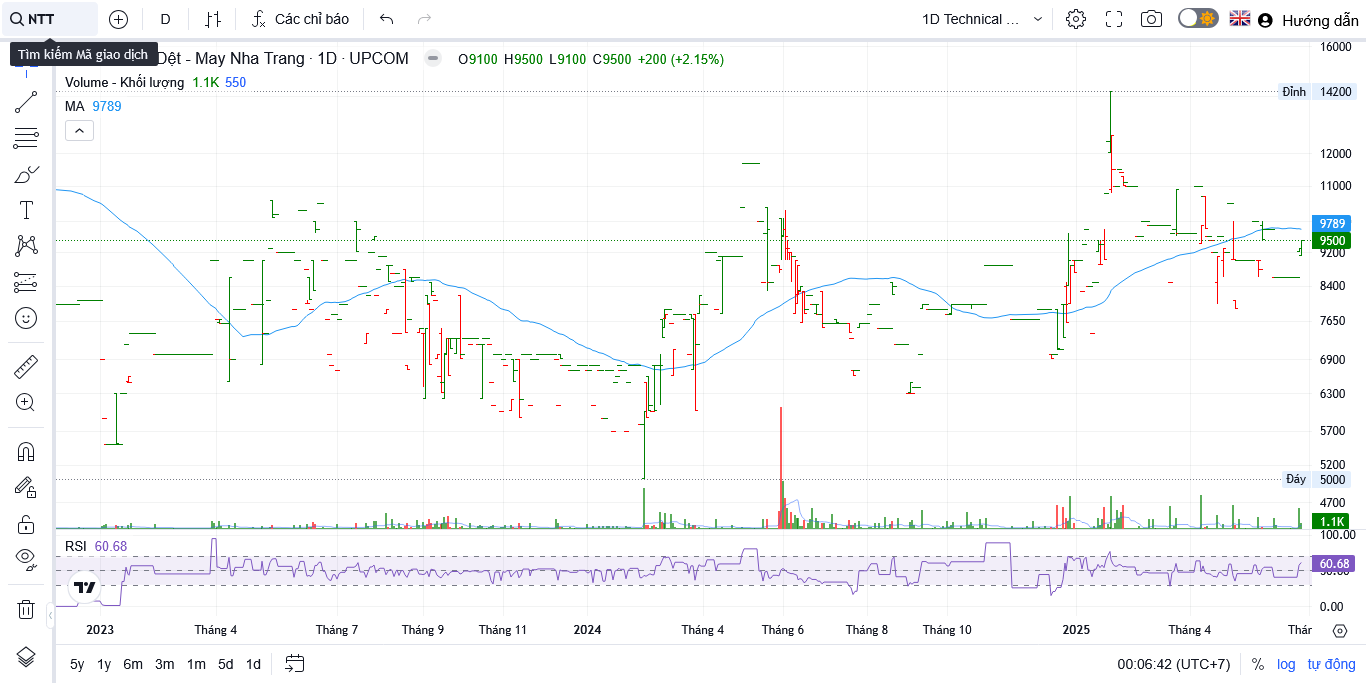 NTT
D
Các chỉ báo
1D Technical ...
Hướng dẫn
Tìm kiếm Mã giao dịch
Dệt - May Nha Trang · 1D · UPCOM
O9100 H9500 L9100 C9500 +200 (+2.15%)
Volume - Khối lượng 1.1K 550
MA 9789
16000
Đỉnh 14200
12000
11000
9789
9500
9200
8400
7650
6900
6300
5700
5200
Đáy 5000
4700
1.1K
RSI 60.68
100.00
60.68
0.00
2023 Tháng 4 Tháng 7 Tháng 9 Tháng 11 2024 Tháng 4 Tháng 6 Tháng 8 Tháng 10 2025 Tháng 4 Thár
5y 1y 6m 3m 1m 5d 1d
00:06:42 (UTC+7) % log tự động